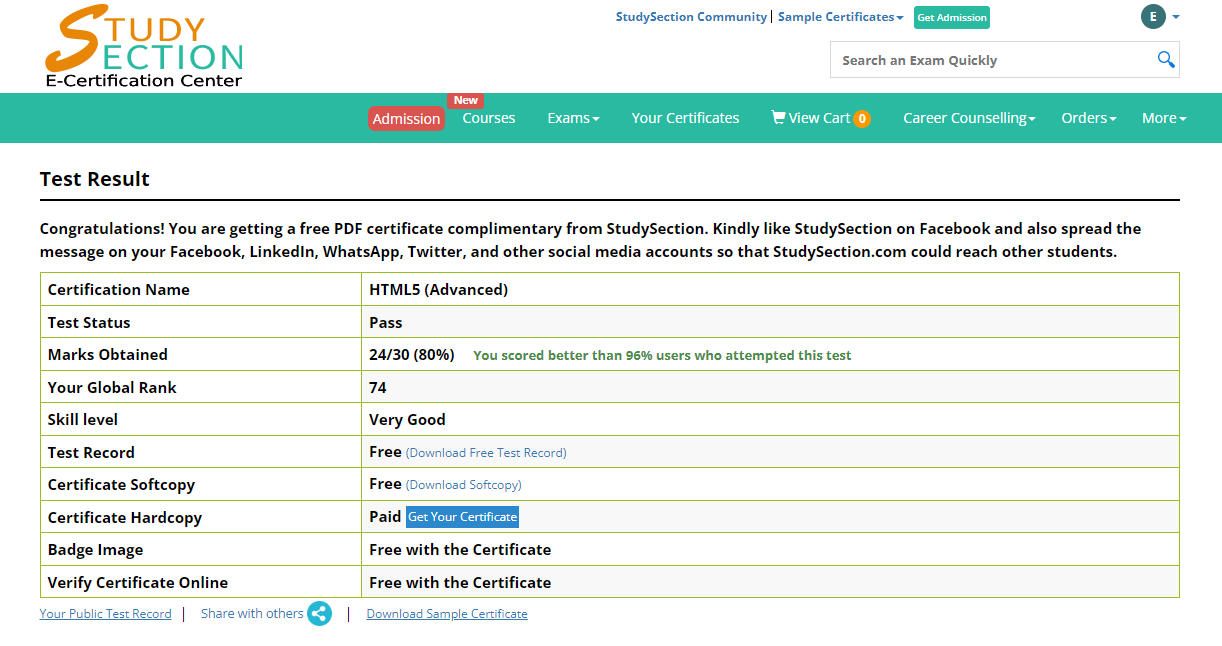 STUDY
SECTION
E-Certification Center
StudySection Community | Sample Certificates Get Admission
E
Search an Exam Quickly
New
Admission Courses Exams Your Certificates View Cart 0 Career Counselling Orders More
Test Result
Congratulations! You are getting a free PDF certificate complimentary from StudySection. Kindly like StudySection on Facebook and also spread the
message on your Facebook, LinkedIn, WhatsApp, Twitter, and other social media accounts so that StudySection.com could reach other students.
Certification Name HTML5 (Advanced)
Test Status Pass
Marks Obtained 24/30 (80%) You scored better than 96% users who attempted this test
Your Global Rank 74
Skill level Very Good
Test Record Free (Download Free Test Record)
Certificate Softcopy Free (Download Softcopy)
Certificate Hardcopy Paid Get Your Certificate
Badge Image Free with the Certificate
Verify Certificate Online Free with the Certificate
Your Public Test Record | Share with others | Download Sample Certificate